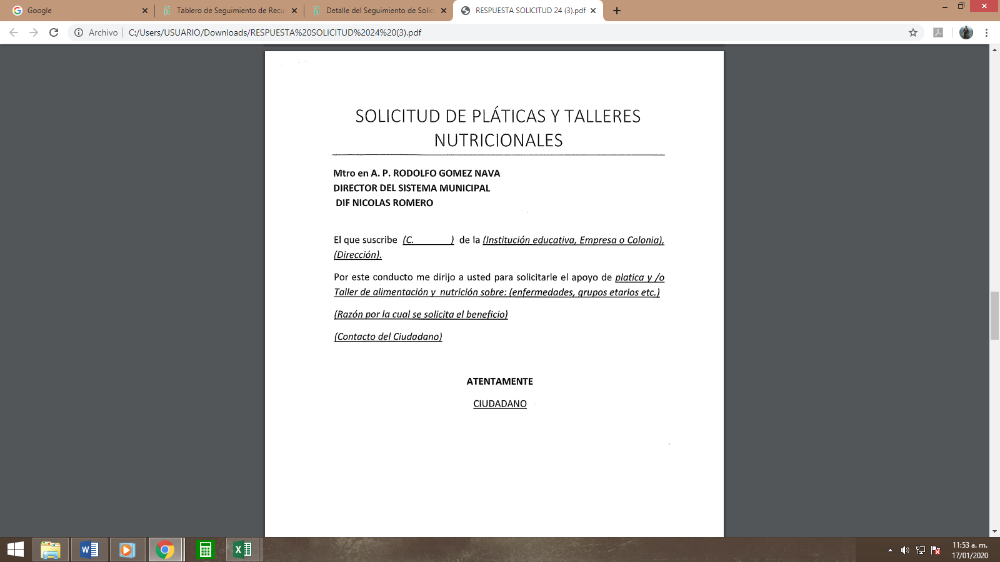 Google
Tablero de Seguimiento de Recu
Detalle del Seguimiento de Solici
RESPUESTA SOLICITUD 24 (3).pdf
Archivo
C:/Users/USUARIO/Downloads/RESPUESTA%20SOLICITUD%2024%20(3).pdf
SOLICITUD DE PLÁTICAS Y TALLERES
NUTRICIONALES
Mtro en A. P. RODOLFO GOMEZ NAVA
DIRECTOR DEL SISTEMA MUNICIPAL
DIF NICOLAS ROMERO
El que suscribe (C. ) de la (Institución educativa, Empresa o Colonia),
(Dirección).
Por este conducto me dirijo a usted para solicitarle el apoyo de platica y /o
Taller de alimentación y nutrición sobre: (enfermedades, grupos etarios etc.)
(Razón por la cual se solicita el beneficio)
(Contacto del Ciudadano)
ATENTAMENTE
CIUDADANO
11:53 a. m.
17/01/2020